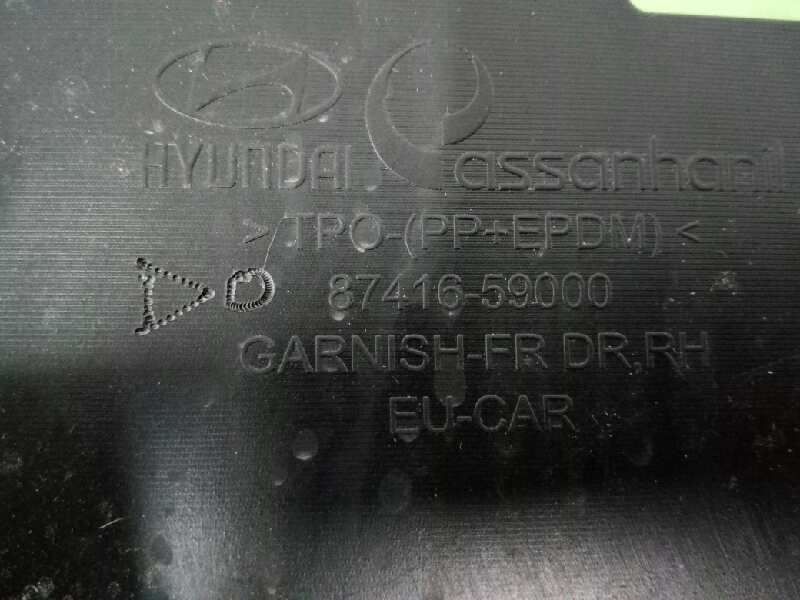 HYUNDAI assanhanil
>TPO-(PP+EPDM)<
87416-59000
GARNISH-FR DR,RH
EU-CAR